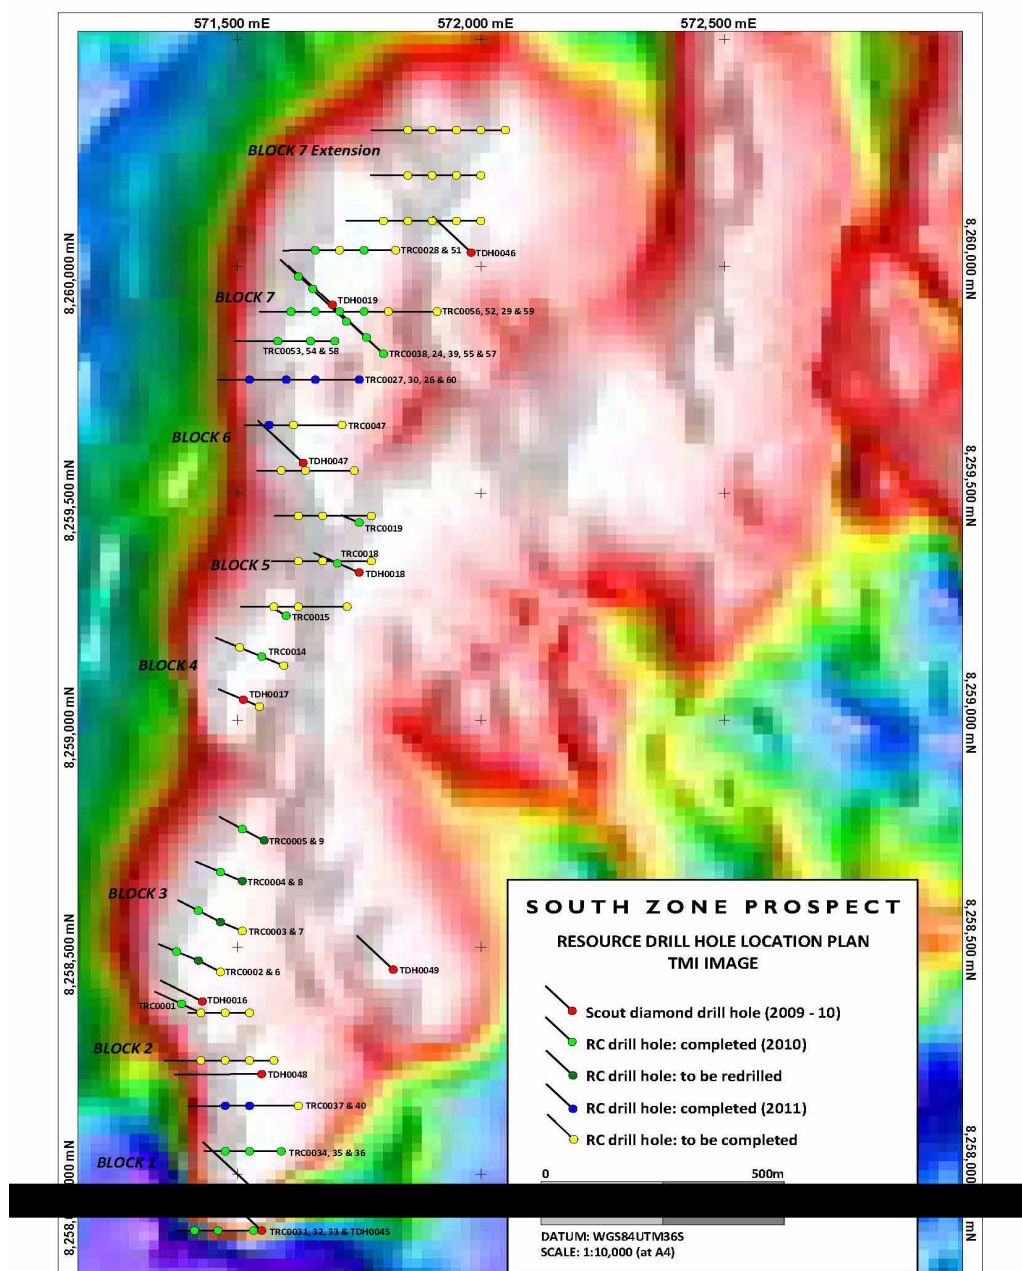 571,500 mE
572,000 mE
572,500 mE
BLOCK 7 Extension
TRC0028 & 51
TDH0046
8,260,000 mN
8,260,000 mN
BLOCK 7
TDH0019
TRC0056, 52, 29 & 59
TRC0053, 54 & 58
TRC0038, 24, 39, 55 & 57
TRC0027, 30, 26 & 60
BLOCK 6
TRC0047
TDH0047
8,259,500 mN
8,259,500 mN
TRC0019
TRC0018
BLOCK 5
TDH0018
TRC0015
BLOCK 4
TRC0014
TDH0017
8,259,000 mN
8,259,000 mN
TRC0005 & 9
TRC0004 & 8
BLOCK 3
TRC0003 & 7
8,258,500 mN
8,258,500 mN
TRC0002 & 6
TDH0049
TDH0016
TRC0001
BLOCK 2
TDH0048
TRC0037 & 40
TRC0034, 35 & 36
BLOCK 1
8,258,000 mN
TRC0031, 32, 33 & TDH0045
8,258,
000 mN
SOUTH ZONE PROSPECT
RESOURCE DRILL HOLE LOCATION PLAN
TMI IMAGE
Scout diamond drill hole (2009 - 10)
RC drill hole: completed (2010)
RC drill hole: to be redrilled
RC drill hole: completed (2011)
RC drill hole: to be completed
0 500m
DATUM: WGS84UTM36S
SCALE: 1:10,000 (at A4)